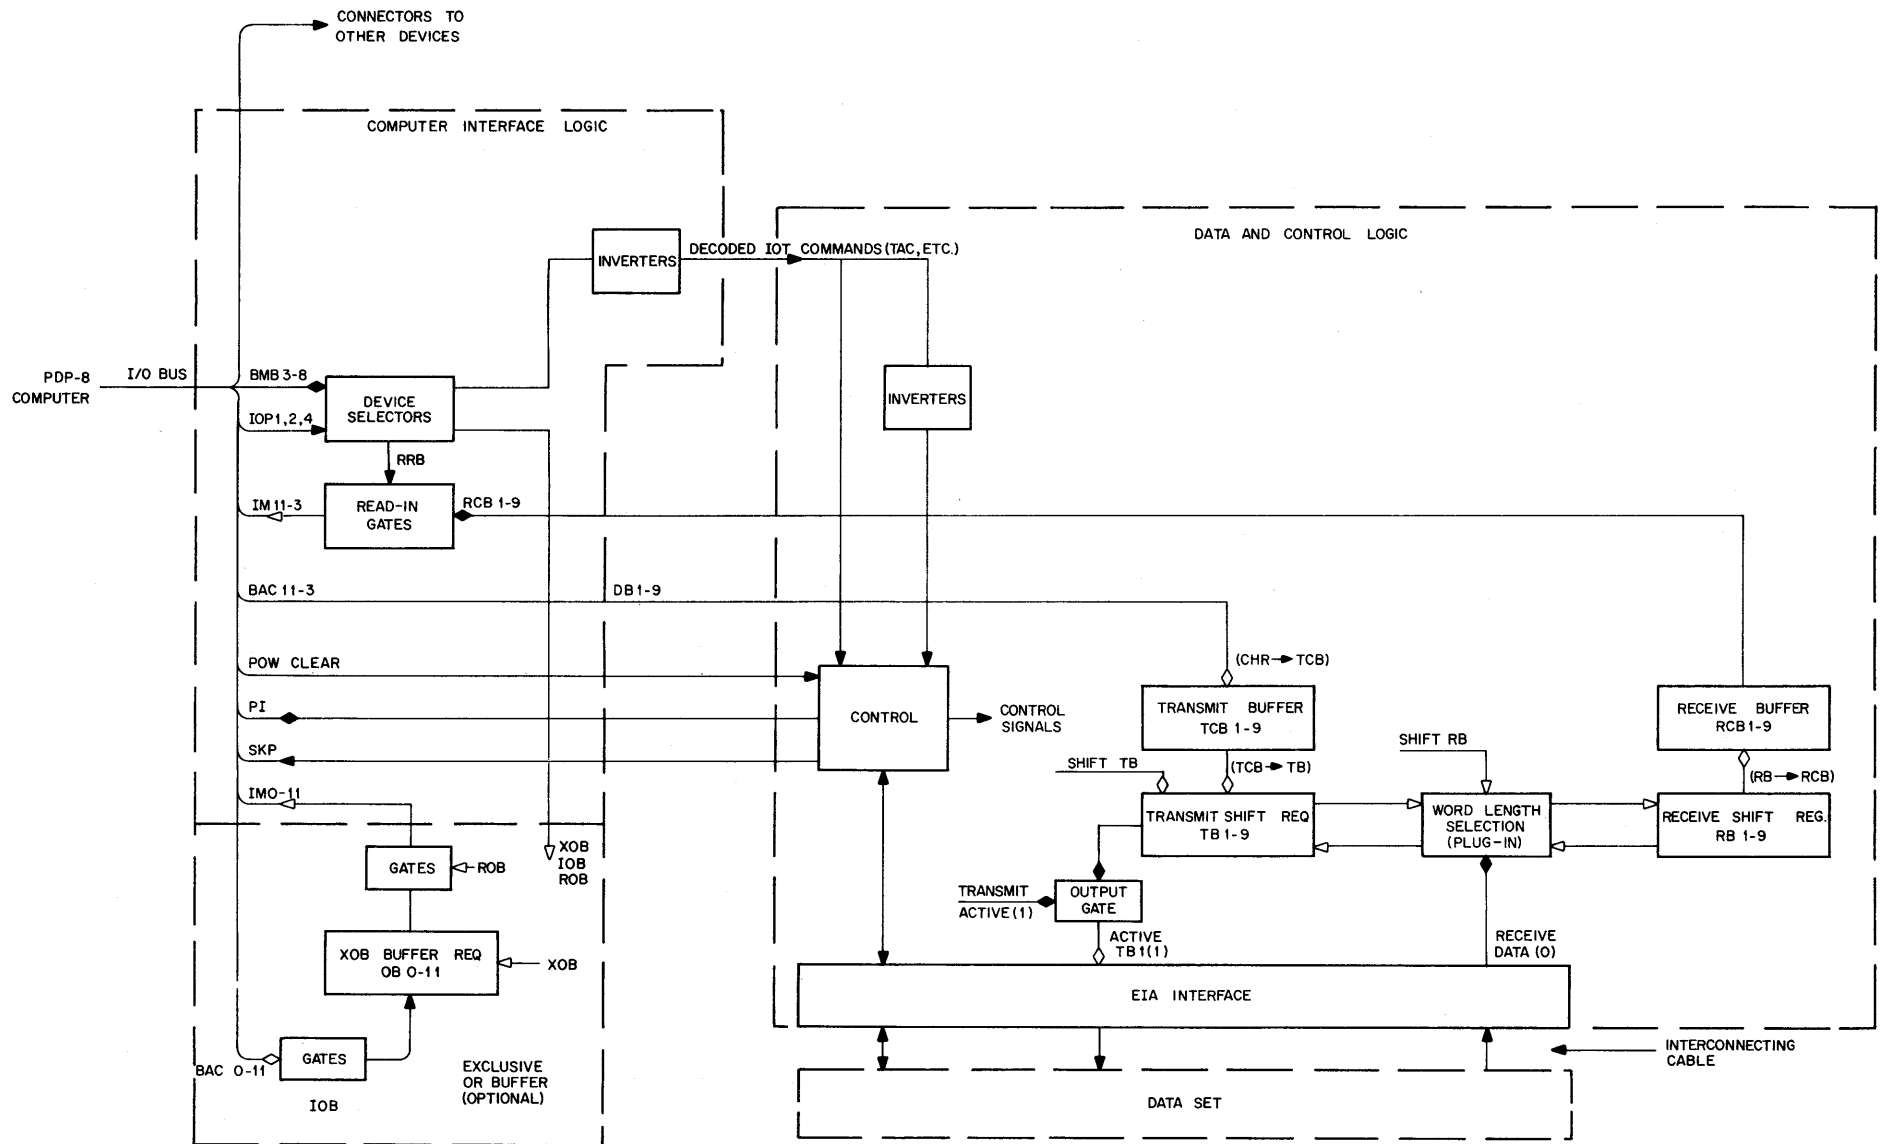 CONNECTORS TO
OTHER DEVICES
COMPUTER INTERFACE LOGIC
DATA AND CONTROL LOGIC
INVERTERS
DECODED IOT COMMANDS (TAC, ETC.)
PDP-8
COMPUTER
I/O BUS
BMB 3-8
IOP 1,2,4
DEVICE
SELECTORS
INVERTERS
RRB
IM 11-3
READ-IN
GATES
RCB 1-9
BAC 11-3
DB 1-9
POW CLEAR
PI
SKP
IMO-11
CONTROL
CONTROL
SIGNALS
(CHR→TCB)
TRANSMIT BUFFER
TCB 1-9
RECEIVE BUFFER
RCB 1-9
SHIFT TB
(TCB→TB)
SHIFT RB
(RB→RCB)
TRANSMIT SHIFT REQ
TB 1-9
WORD LENGTH
SELECTION
(PLUG-IN)
RECEIVE SHIFT REG.
RB 1-9
GATES
ROB
XOB
IOB
ROB
TRANSMIT
ACTIVE (1)
OUTPUT
GATE
ACTIVE
TB1(1)
RECEIVE
DATA (0)
XOB BUFFER REQ
OB 0-11
XOB
EIA INTERFACE
GATES
BAC 0-11
IOB
EXCLUSIVE
OR BUFFER
(OPTIONAL)
INTERCONNECTING
CABLE
DATA SET